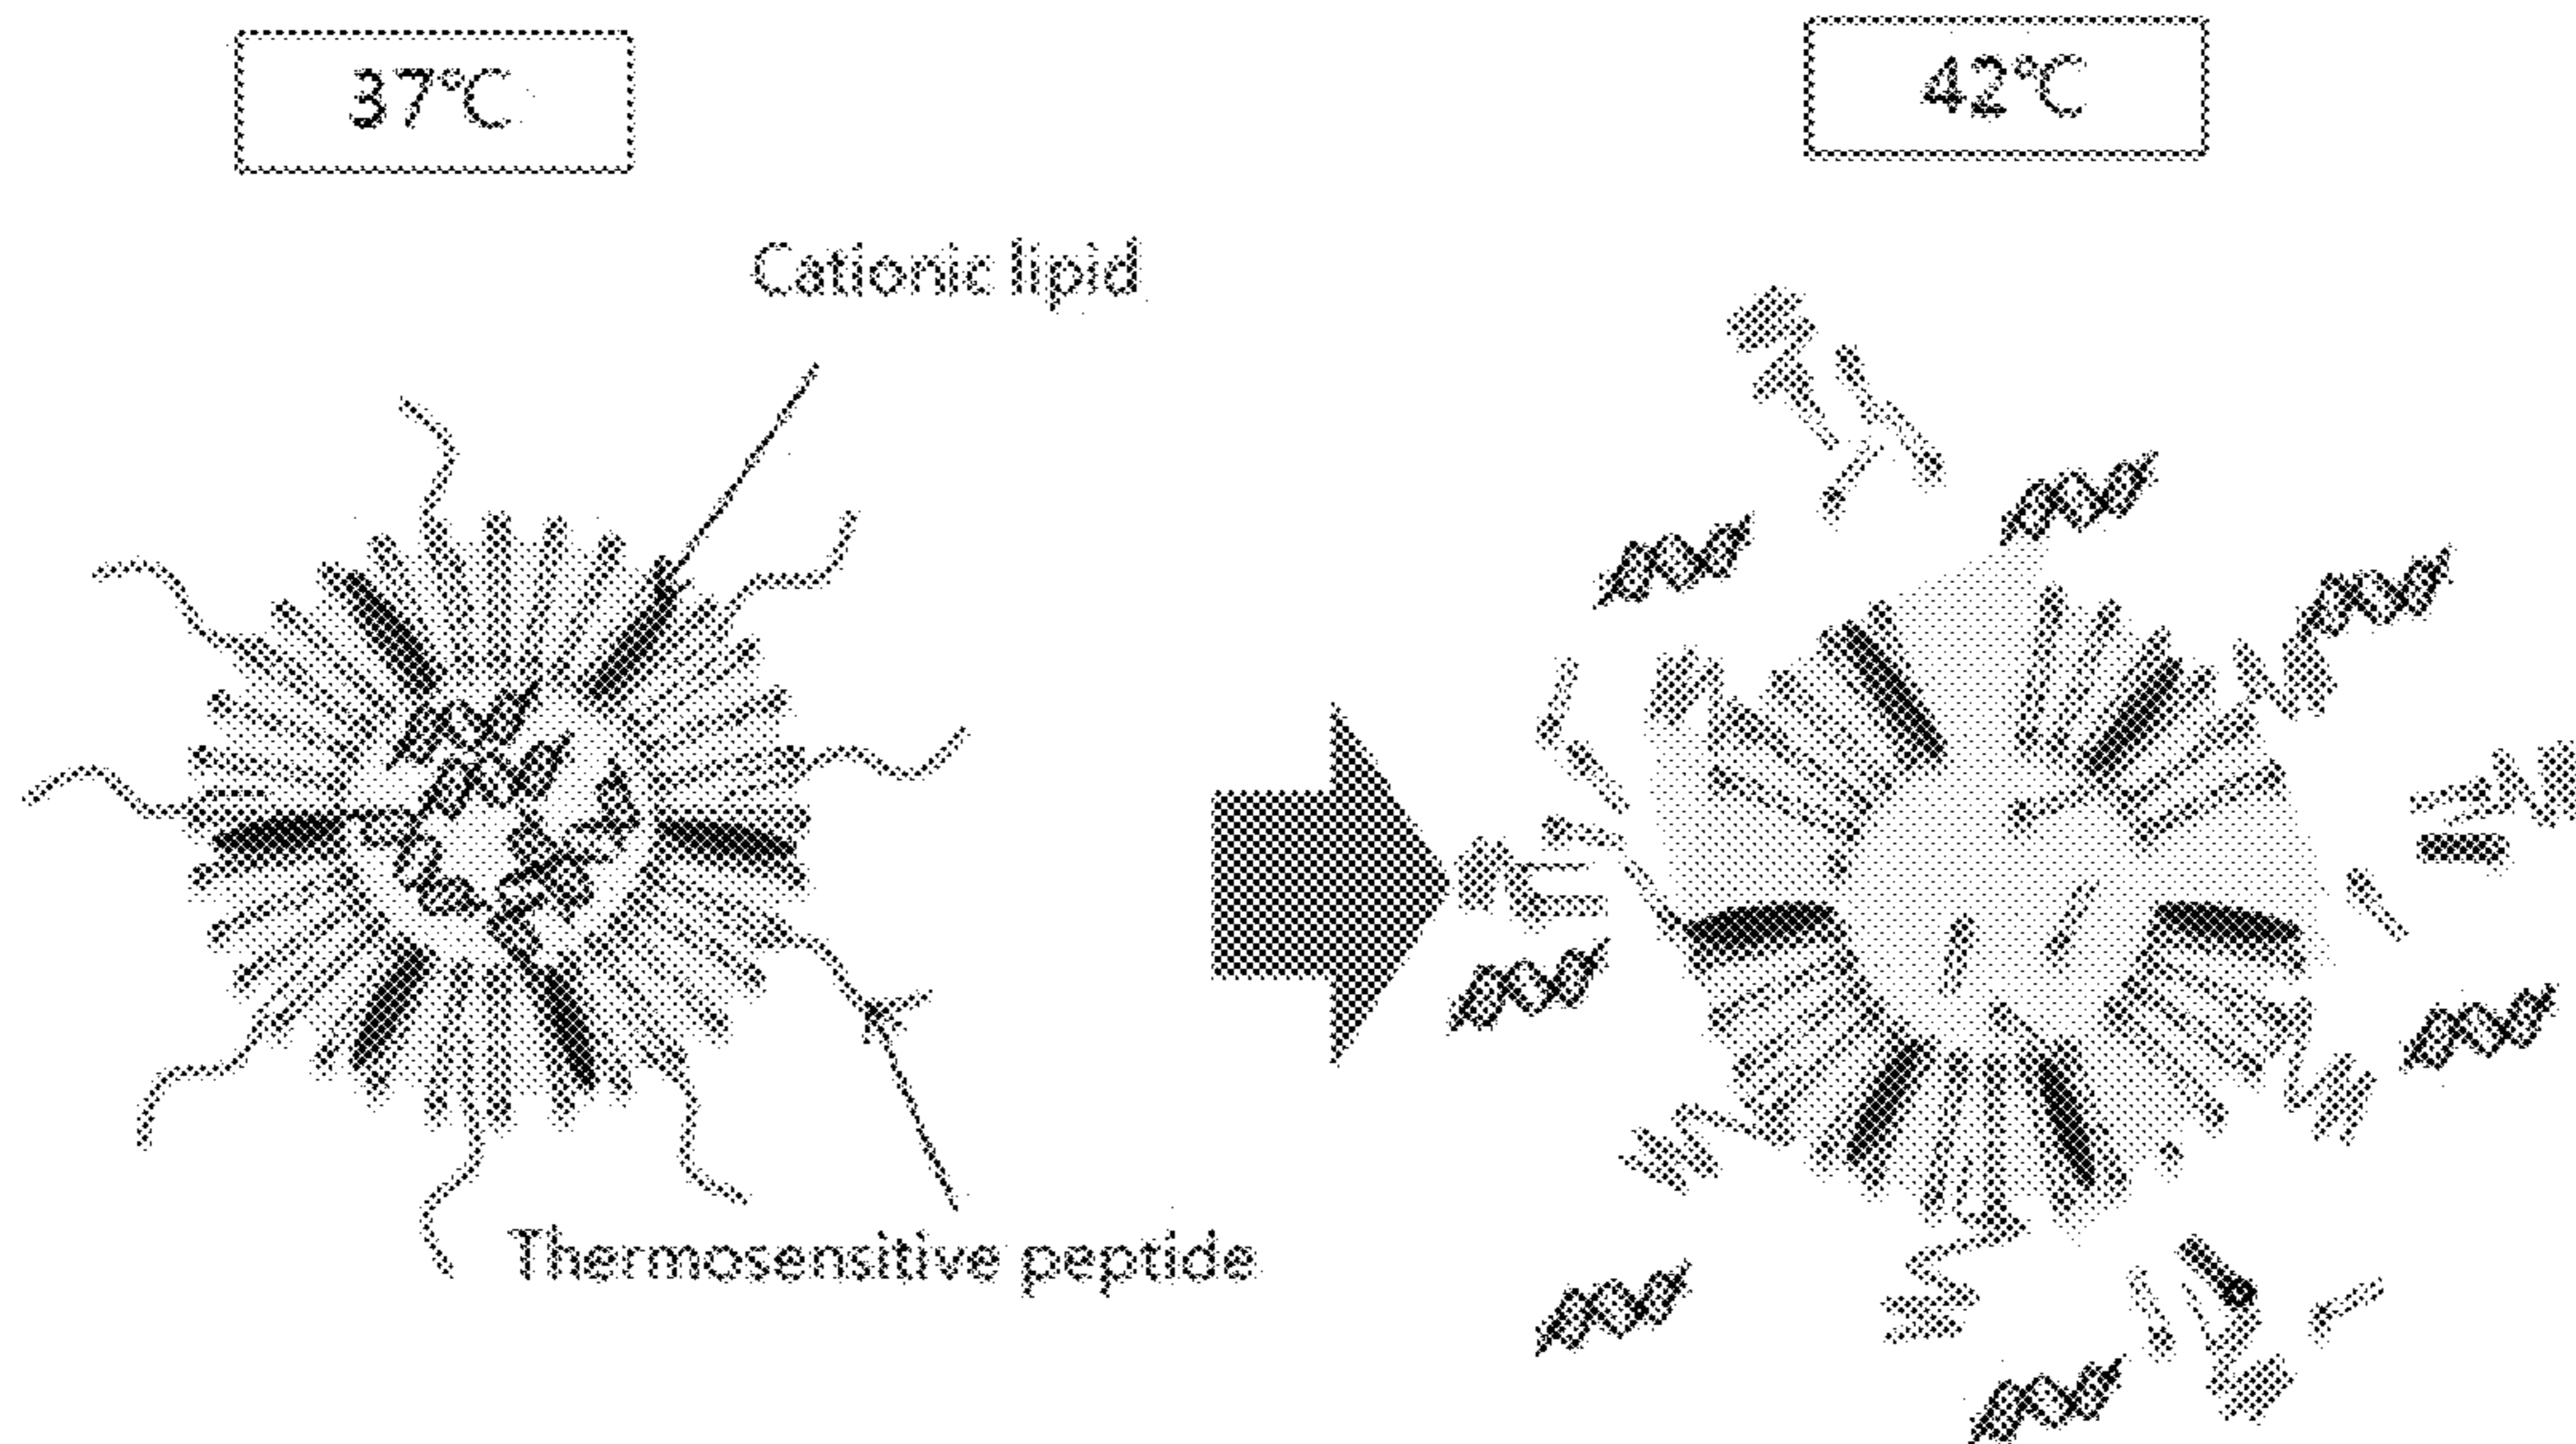 37℃
42℃
Cationic lipid
Thermosensitive peptide